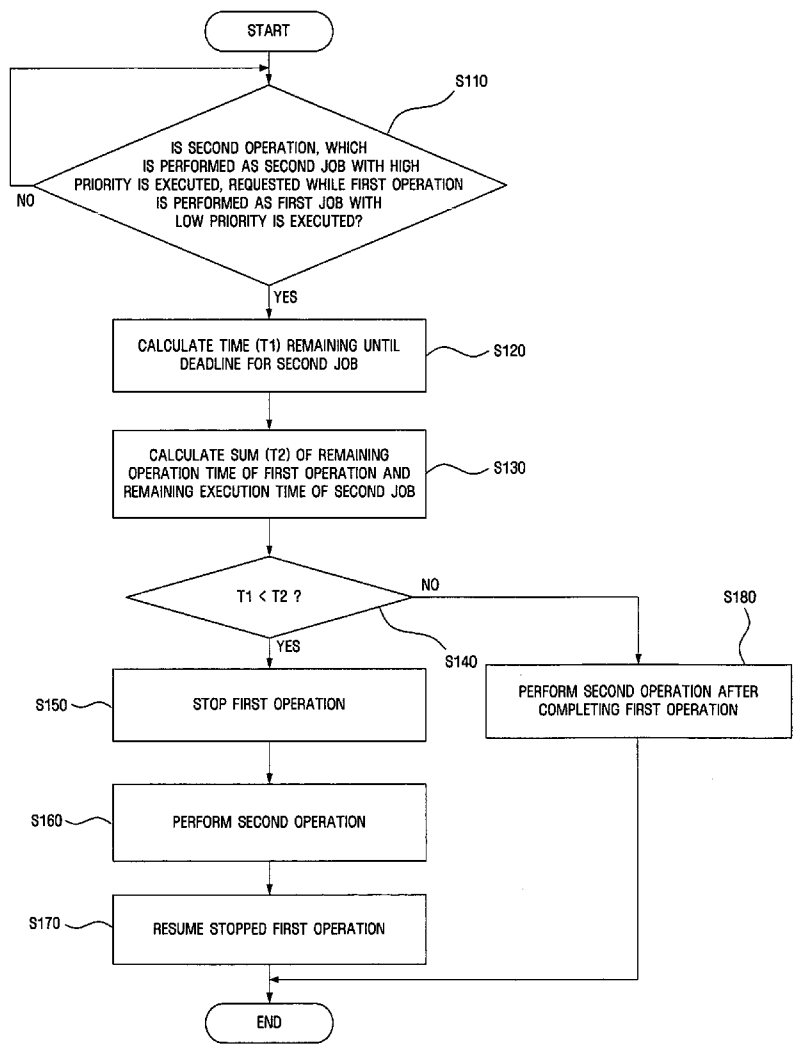 START
S110
IS SECOND OPERATION, WHICH
IS PERFORMED AS SECOND JOB WITH HIGH
PRIORITY IS EXECUTED, REQUESTED WHILE FIRST OPERATION
IS PERFORMED AS FIRST JOB WITH
LOW PRIORITY IS EXECUTED?
NO
YES
CALCULATE TIME (T1) REMAINING UNTIL
DEADLINE FOR SECOND JOB
S120
CALCULATE SUM (T2) OF REMAINING
OPERATION TIME OF FIRST OPERATION AND
REMAINING EXECUTION TIME OF SECOND JOB
S130
T1 < T2 ?
NO
S140
YES
S180
PERFORM SECOND OPERATION AFTER
COMPLETING FIRST OPERATION
S150
STOP FIRST OPERATION
S160
PERFORM SECOND OPERATION
S170
RESUME STOPPED FIRST OPERATION
END